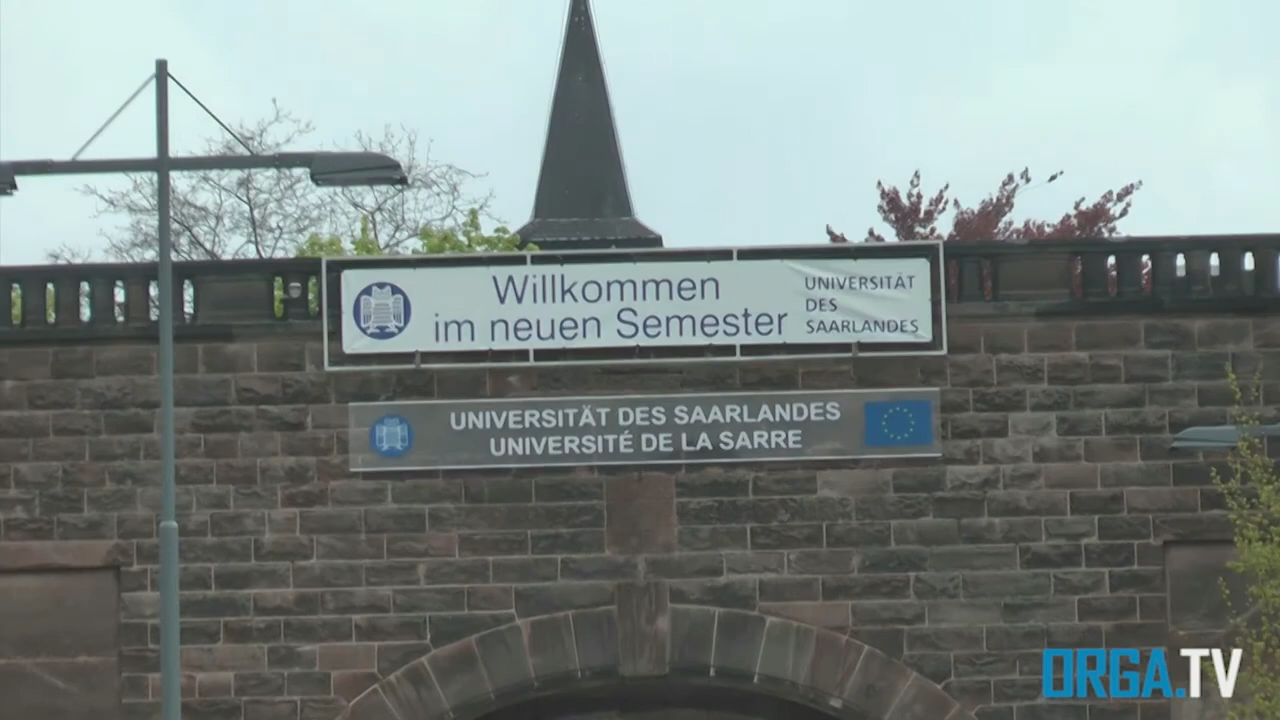 Willkommen
im neuen Semester
UNIVERSITÄT
DES
SAARLANDES
UNIVERSITÄT DES SAARLANDES
UNIVERSITÉ DE LA SARRE
ORGA.TV